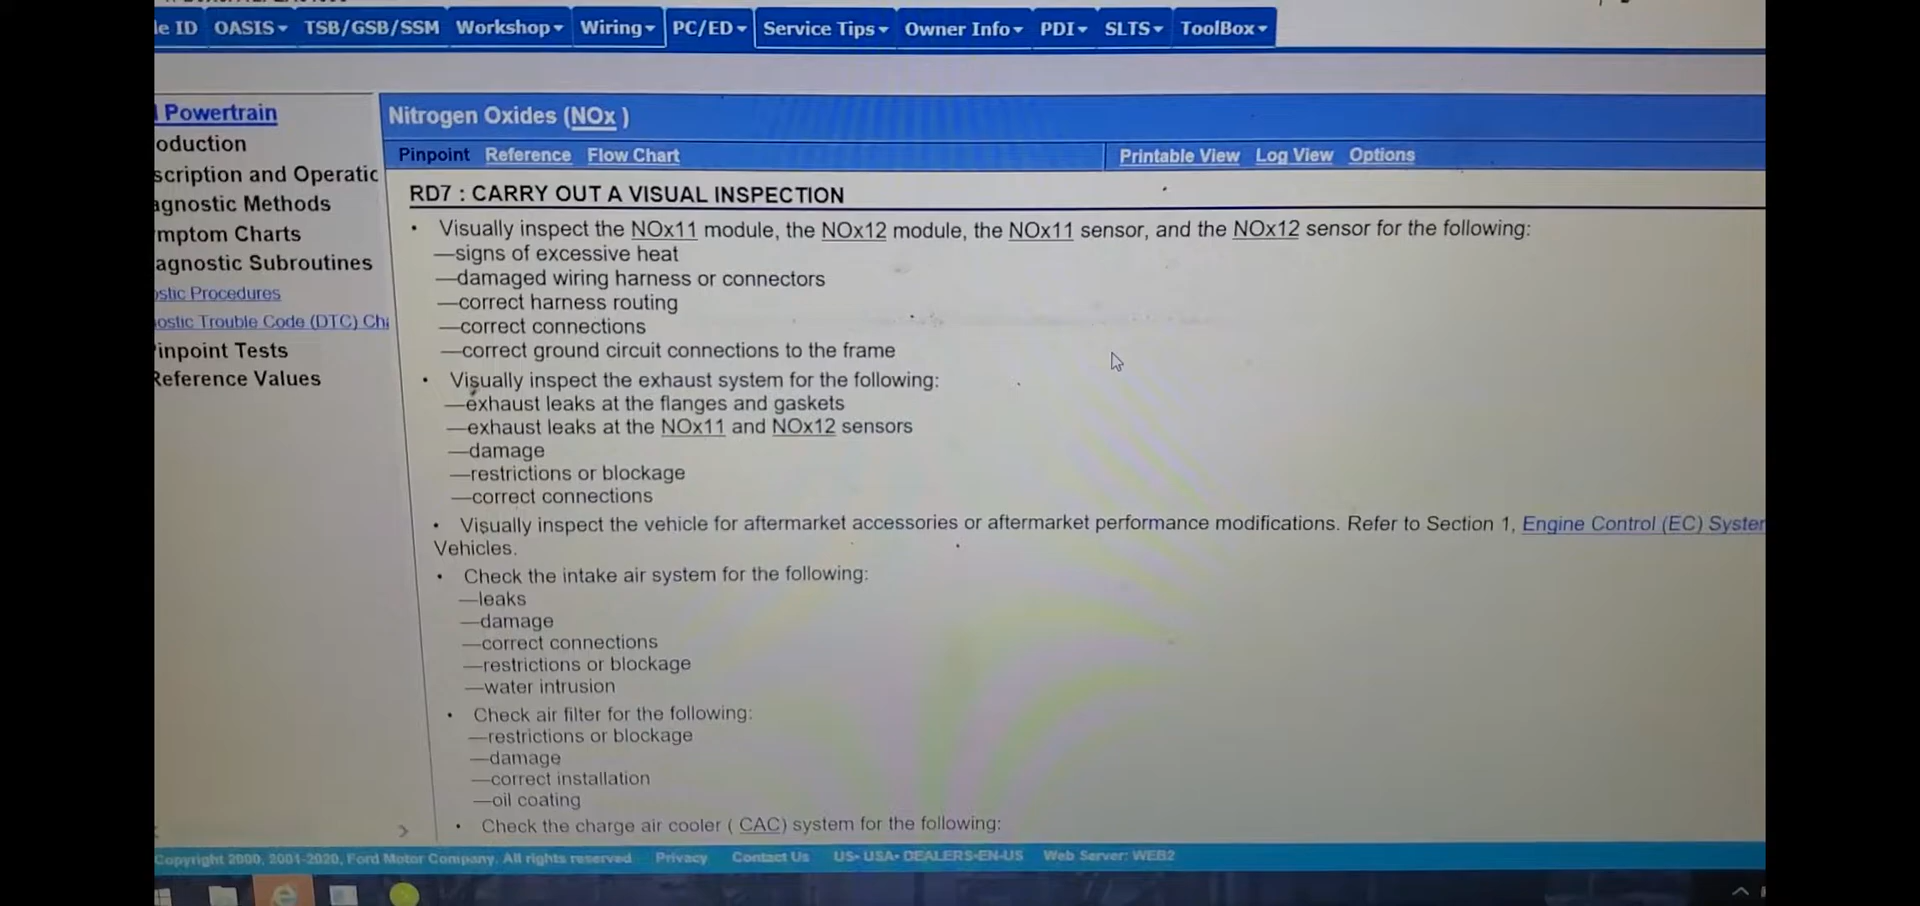 le ID OASIS TSB/GSB/SSM Workshop Wiring PC/ED Service Tips Owner Info PDI SLTS ToolBox
Powertrain
oduction
scription and Operatic
agnostic Methods
mptom Charts
agnostic Subroutines
ostic Procedures
ostic Trouble Code (DTC) Cha
inpoint Tests
Reference Values
Nitrogen Oxides (NOx )
Pinpoint Reference Flow Chart Printable View Log View Options
RD7 : CARRY OUT A VISUAL INSPECTION
• Visually inspect the NOx11 module, the NOx12 module, the NOx11 sensor, and the NOx12 sensor for the following:
—signs of excessive heat
—damaged wiring harness or connectors
—correct harness routing
—correct connections
—correct ground circuit connections to the frame
• Visually inspect the exhaust system for the following:
—exhaust leaks at the flanges and gaskets
—exhaust leaks at the NOx11 and NOx12 sensors
—damage
—restrictions or blockage
—correct connections
• Visually inspect the vehicle for aftermarket accessories or aftermarket performance modifications. Refer to Section 1, Engine Control (EC) System
Vehicles.
• Check the intake air system for the following:
—leaks
—damage
—correct connections
—restrictions or blockage
—water intrusion
• Check air filter for the following:
—restrictions or blockage
—damage
—correct installation
—oil coating
• Check the charge air cooler ( CAC) system for the following:
Copyright 2000, 2001-2020, Ford Motor Company. All rights reserved Privacy Contact Us US- USA- DEALERS-EN-US Web Server: WEB2